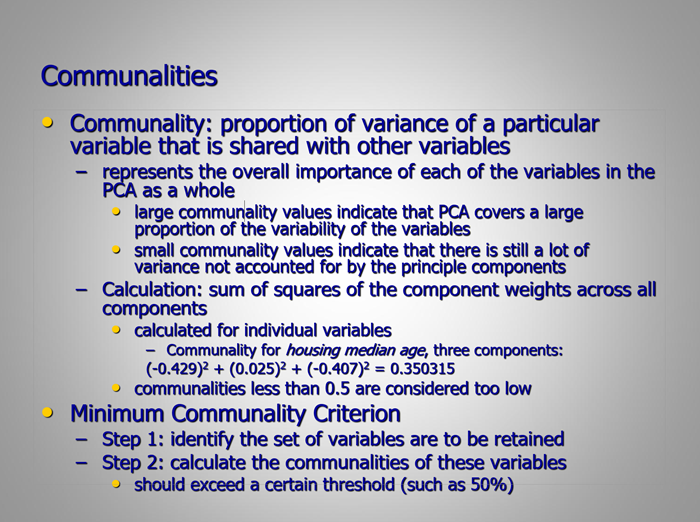 Communalities
• Communality: proportion of variance of a particular
variable that is shared with other variables
– represents the overall importance of each of the variables in the
PCA as a whole
• large communality values indicate that PCA covers a large
proportion of the variability of the variables
• small communality values indicate that there is still a lot of
variance not accounted for by the principle components
– Calculation: sum of squares of the component weights across all
components
• calculated for individual variables
– Communality for housing median age, three components:
(-0.429)² + (0.025)² + (-0.407)² = 0.350315
• communalities less than 0.5 are considered too low
• Minimum Communality Criterion
– Step 1: identify the set of variables are to be retained
– Step 2: calculate the communalities of these variables
• should exceed a certain threshold (such as 50%)